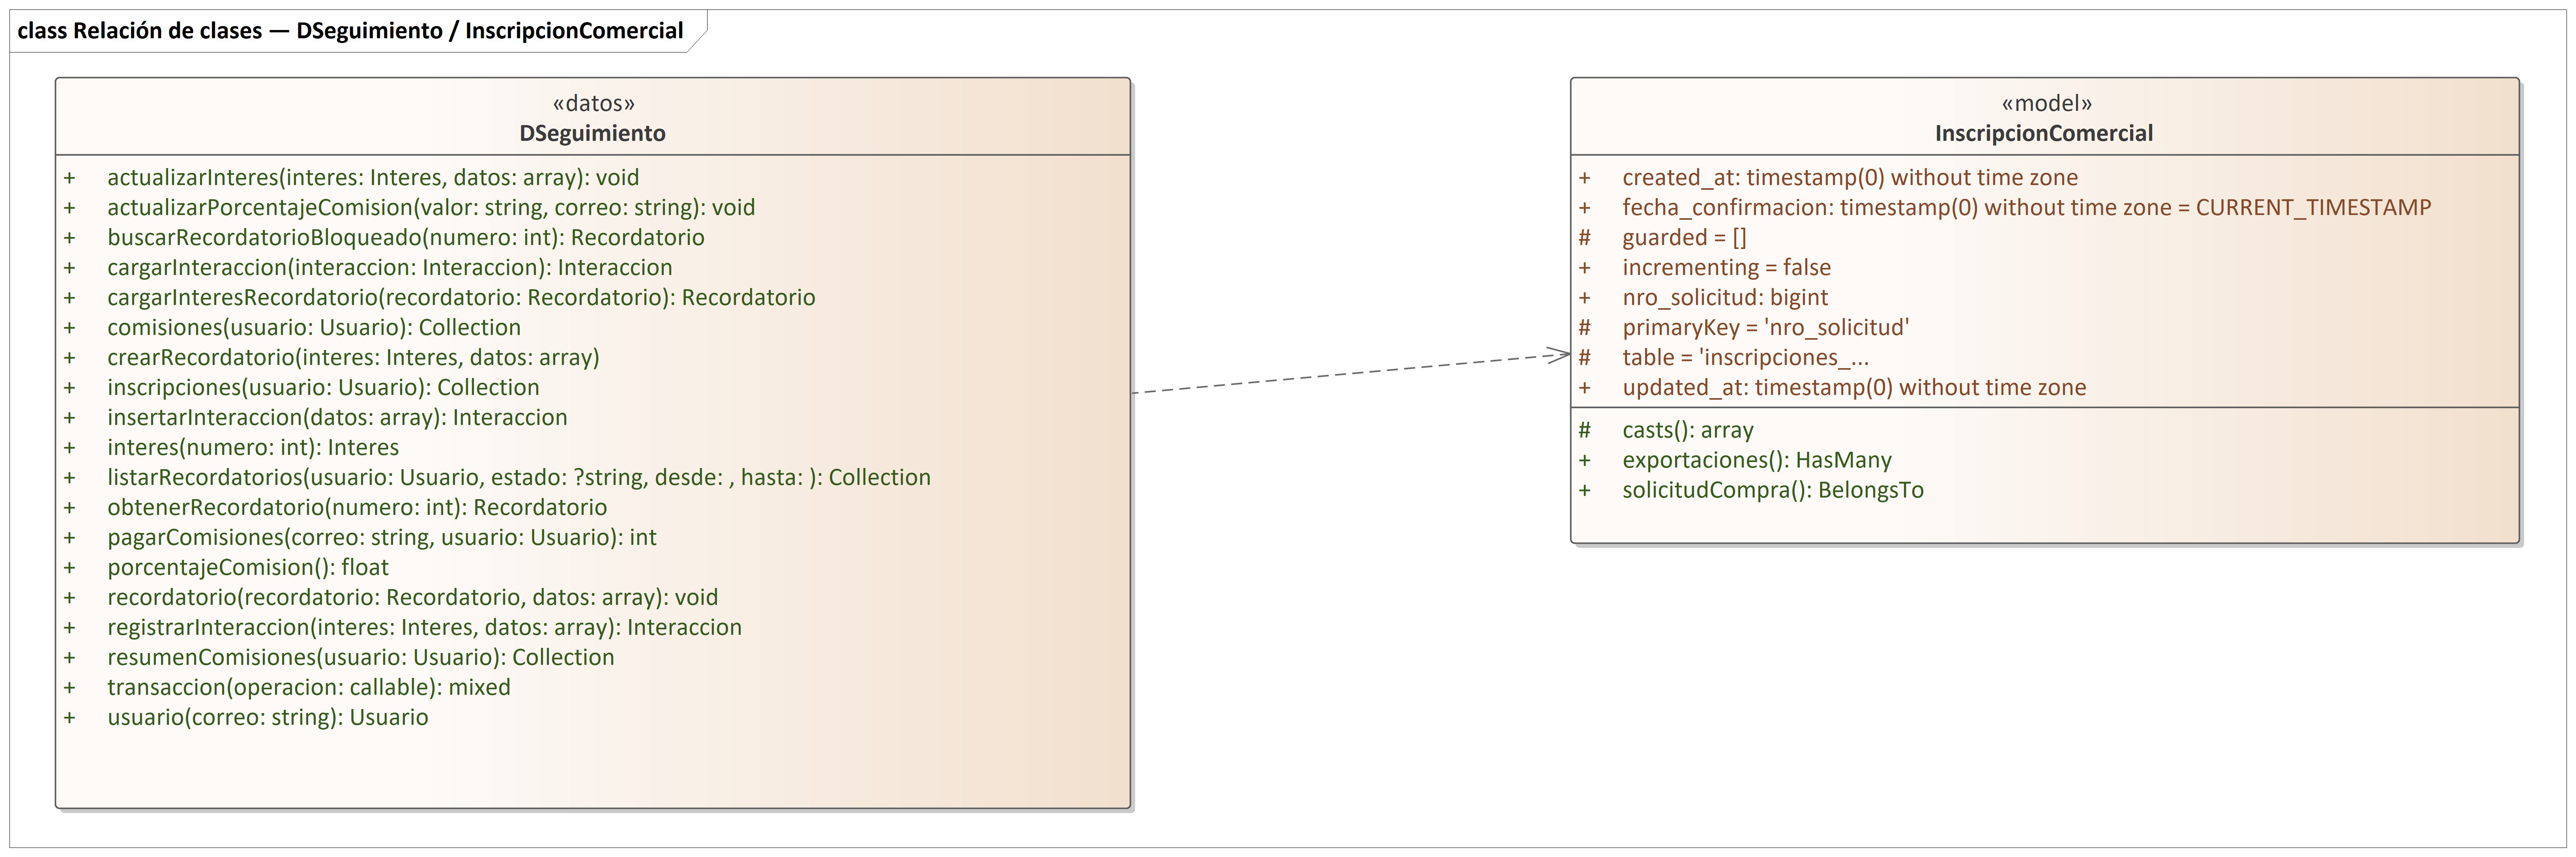 class Relación de clases — DSeguimiento / InscripcionComercial
«datos»
DSeguimiento
+ actualizarInteres(interes: Interes, datos: array): void
+ actualizarPorcentajeComision(valor: string, correo: string): void
+ buscarRecordatorioBloqueado(numero: int): Recordatorio
+ cargarInteraccion(interaccion: Interaccion): Interaccion
+ cargarInteresRecordatorio(recordatorio: Recordatorio): Recordatorio
+ comisiones(usuario: Usuario): Collection
+ crearRecordatorio(interes: Interes, datos: array)
+ inscripciones(usuario: Usuario): Collection
+ insertarInteraccion(datos: array): Interaccion
+ interes(numero: int): Interes
+ listarRecordatorios(usuario: Usuario, estado: ?string, desde: , hasta: ): Collection
+ obtenerRecordatorio(numero: int): Recordatorio
+ pagarComisiones(correo: string, usuario: Usuario): int
+ porcentajeComision(): float
+ recordatorio(recordatorio: Recordatorio, datos: array): void
+ registrarInteraccion(interes: Interes, datos: array): Interaccion
+ resumenComisiones(usuario: Usuario): Collection
+ transaccion(operacion: callable): mixed
+ usuario(correo: string): Usuario
«model»
InscripcionComercial
+ created_at: timestamp(0) without time zone
+ fecha_confirmacion: timestamp(0) without time zone = CURRENT_TIMESTAMP
# guarded = []
+ incrementing = false
+ nro_solicitud: bigint
# primaryKey = 'nro_solicitud'
# table = 'inscripciones_...
+ updated_at: timestamp(0) without time zone
# casts(): array
+ exportaciones(): HasMany
+ solicitudCompra(): BelongsTo